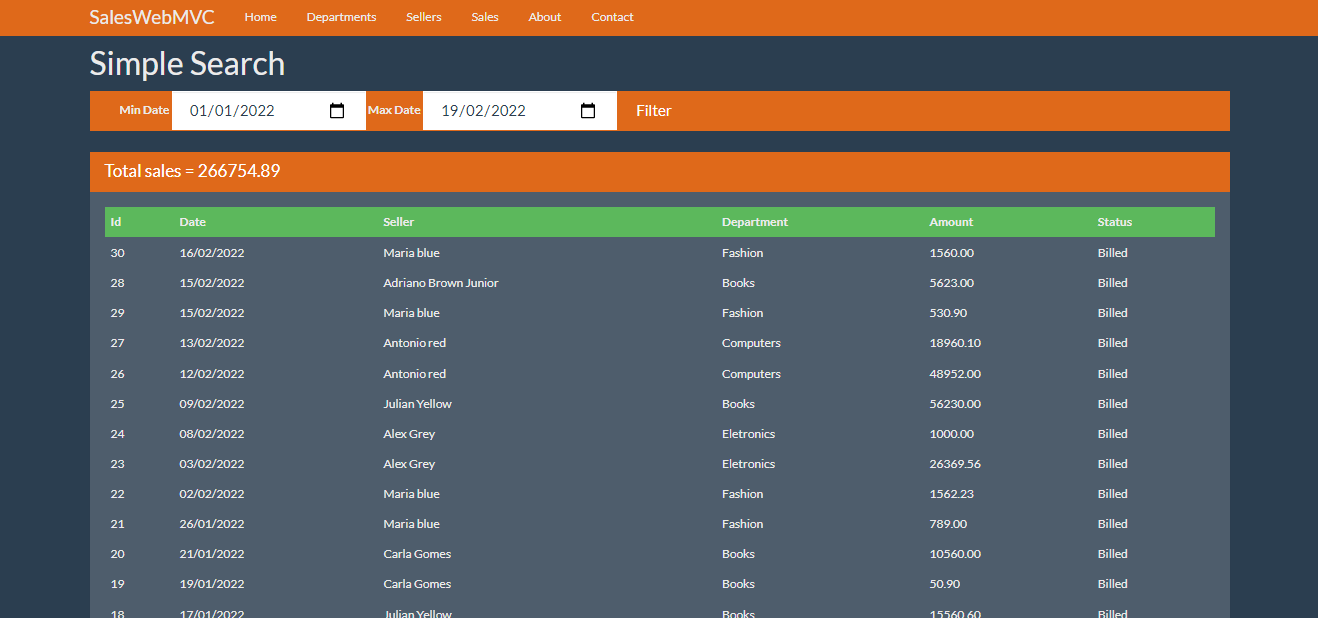 SalesWebMVC Home Departments Sellers Sales About Contact
Simple Search
Min Date 01/01/2022 Max Date 19/02/2022 Filter
Total sales = 266754.89
Id Date Seller Department Amount Status
30 16/02/2022 Maria blue Fashion 1560.00 Billed
28 15/02/2022 Adriano Brown Junior Books 5623.00 Billed
29 15/02/2022 Maria blue Fashion 530.90 Billed
27 13/02/2022 Antonio red Computers 18960.10 Billed
26 12/02/2022 Antonio red Computers 48952.00 Billed
25 09/02/2022 Julian Yellow Books 56230.00 Billed
24 08/02/2022 Alex Grey Eletronics 1000.00 Billed
23 03/02/2022 Alex Grey Eletronics 26369.56 Billed
22 02/02/2022 Maria blue Fashion 1562.23 Billed
21 26/01/2022 Maria blue Fashion 789.00 Billed
20 21/01/2022 Carla Gomes Books 10560.00 Billed
19 19/01/2022 Carla Gomes Books 50.90 Billed
18 17/01/2022 Julian Yellow Books 15560.60 Billed